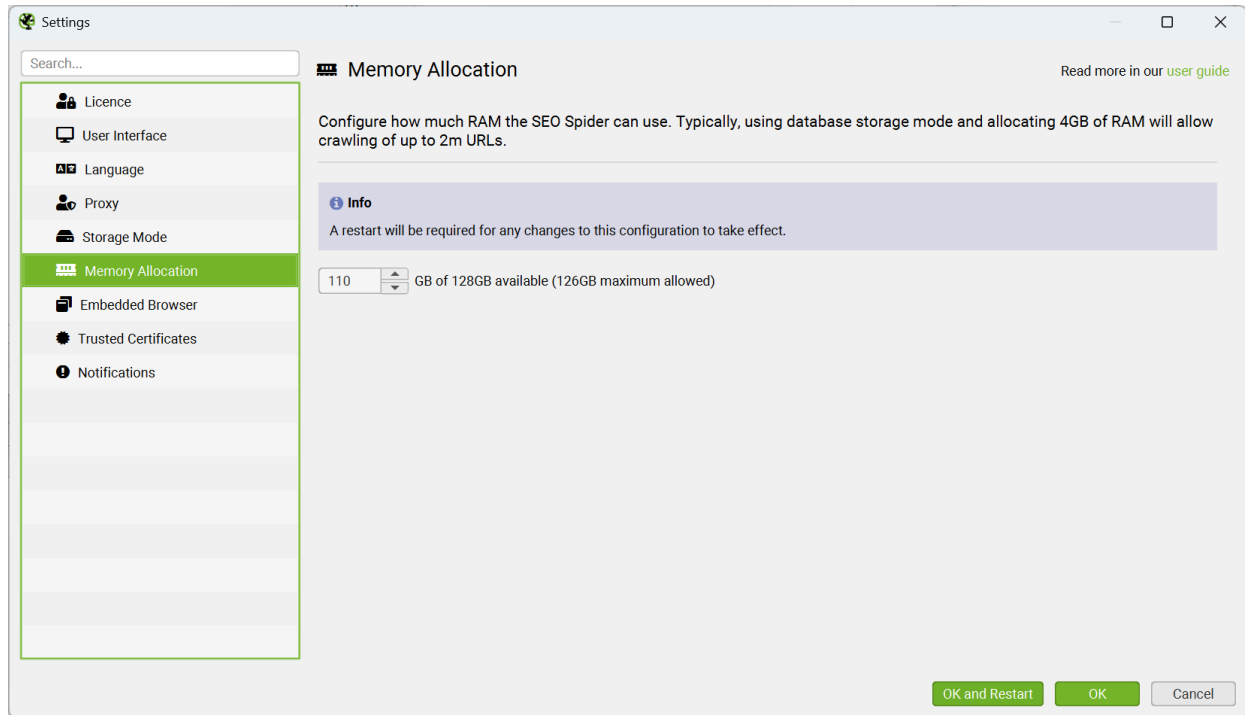 Settings
Search...
Memory Allocation
Read more in our user guide
Licence
User Interface
Language
Proxy
Storage Mode
Memory Allocation
Embedded Browser
Trusted Certificates
Notifications
Configure how much RAM the SEO Spider can use. Typically, using database storage mode and allocating 4GB of RAM will allow
crawling of up to 2m URLs.
Info
A restart will be required for any changes to this configuration to take effect.
110 GB of 128GB available (126GB maximum allowed)
OK and Restart
OK
Cancel